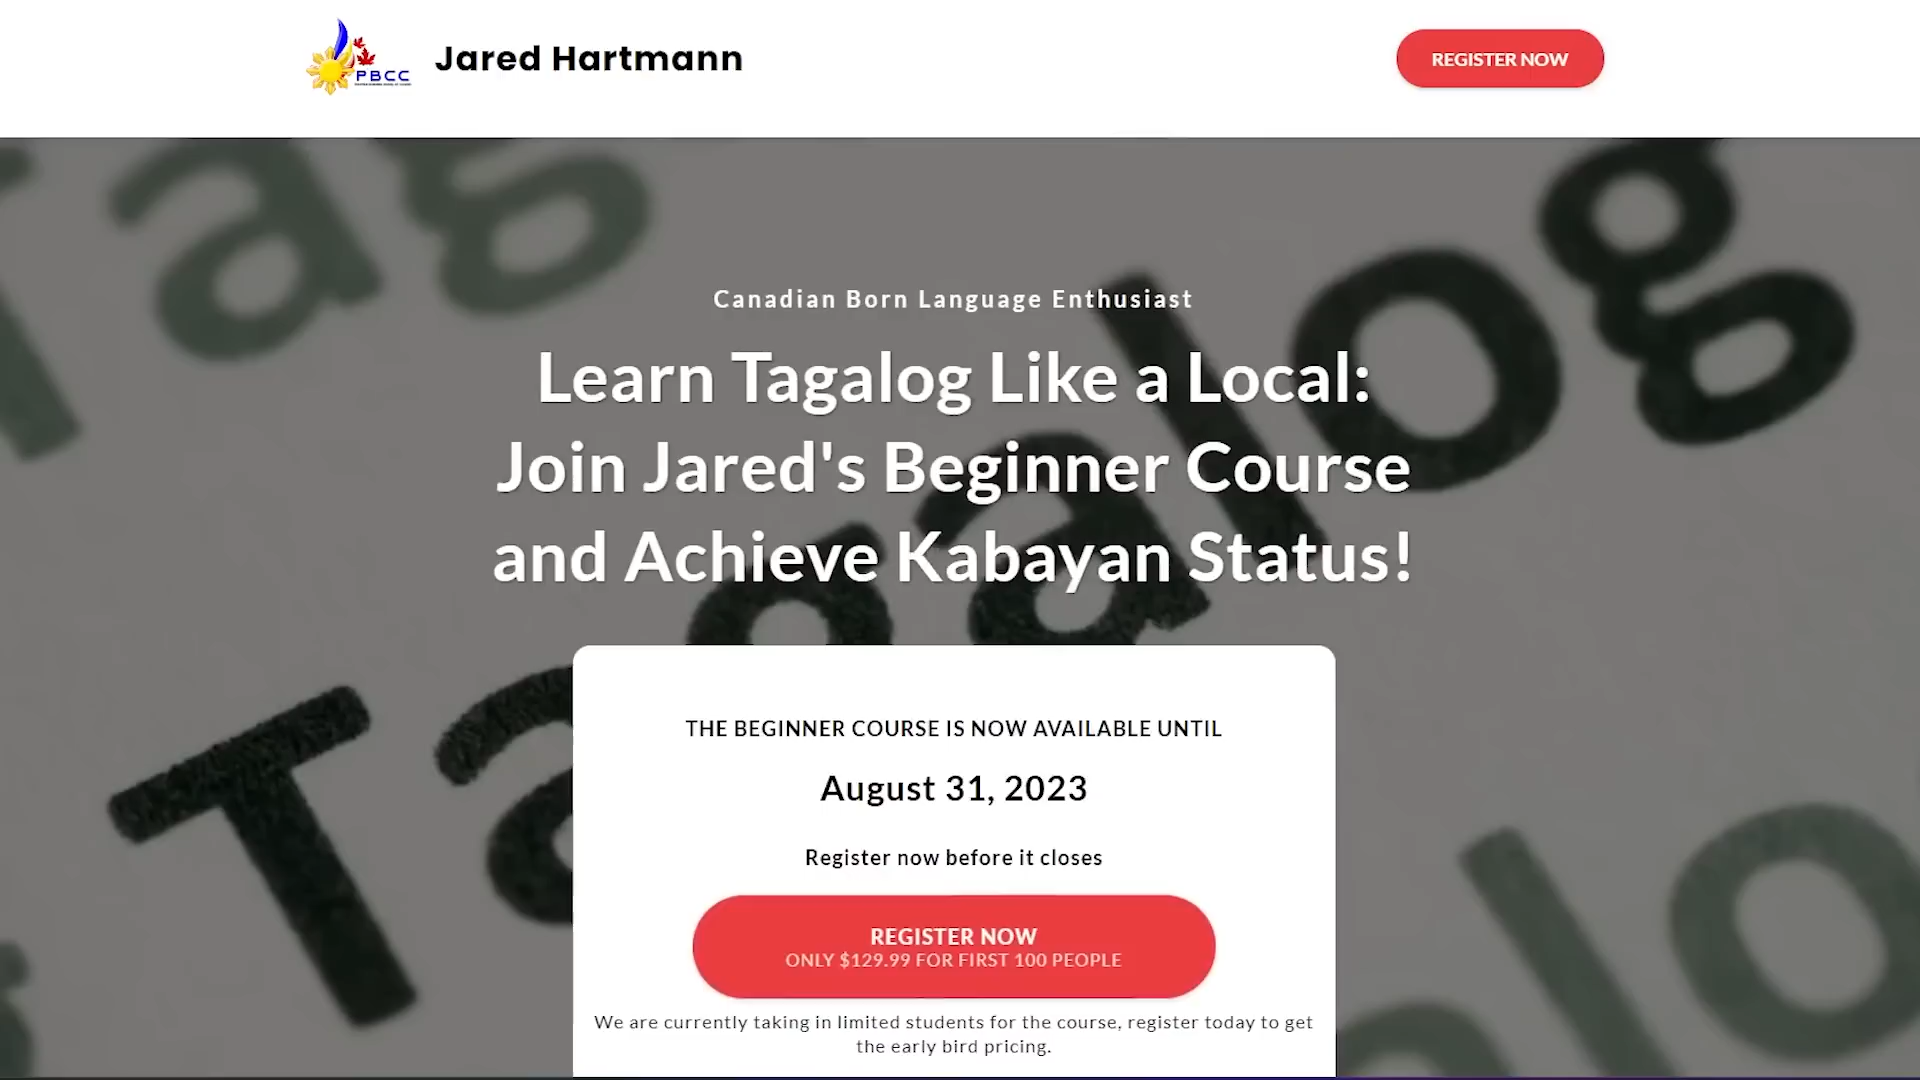 PBCC
Jared Hartmann
REGISTER NOW
Canadian Born Language Enthusiast
Learn Tagalog Like a Local:
Join Jared's Beginner Course
and Achieve Kabayan Status!
Tagalog
THE BEGINNER COURSE IS NOW AVAILABLE UNTIL
August 31, 2023
Register now before it closes
REGISTER NOW
ONLY $129.99 FOR FIRST 100 PEOPLE
We are currently taking in limited students for the course, register today to get
the early bird pricing.